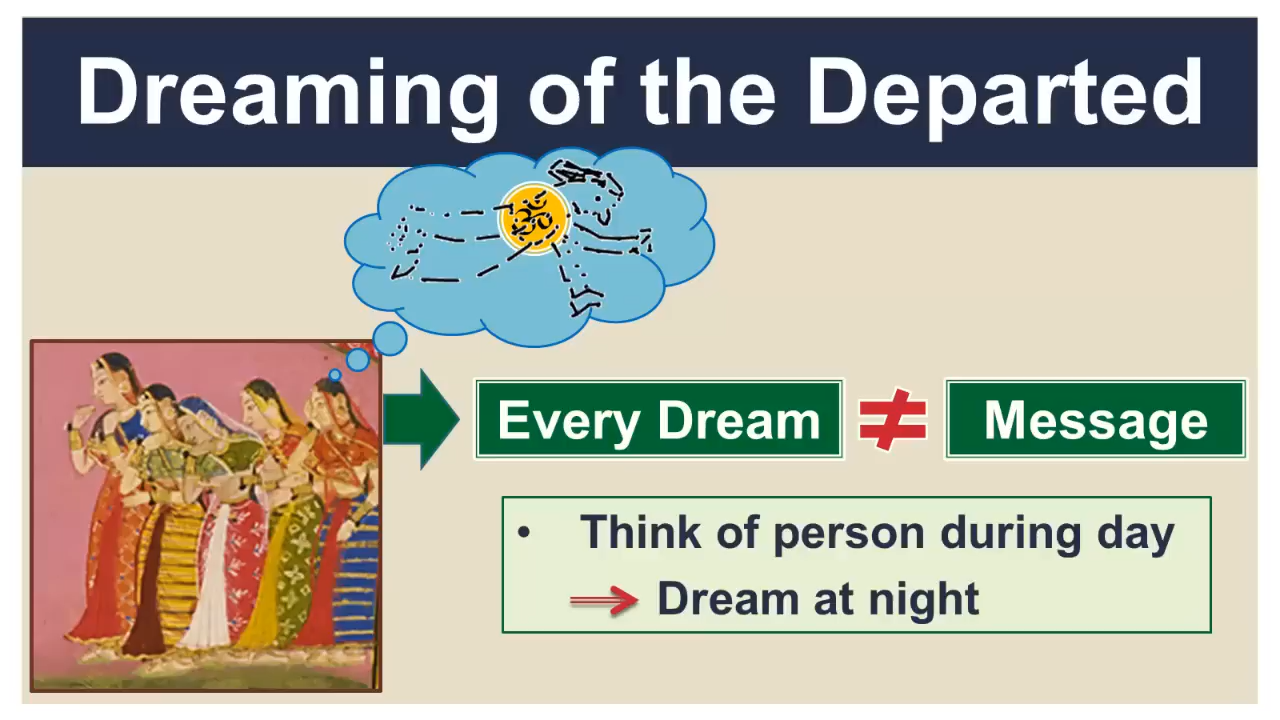 Dreaming of the Departed
ॐ
Every Dream ≠ Message
• Think of person during day
⇒ Dream at night